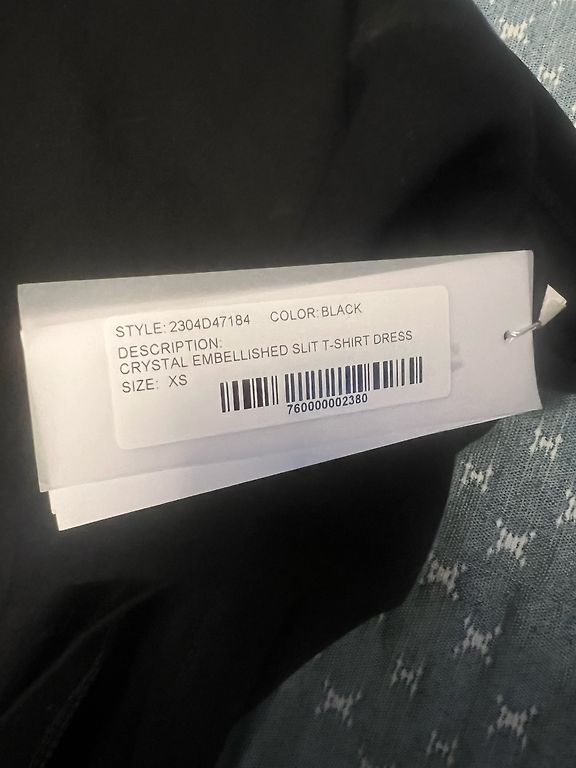 STYLE: 2304D47184 COLOR: BLACK
DESCRIPTION:
CRYSTAL EMBELLISHED SLIT T-SHIRT DRESS
SIZE: XS
760000002380